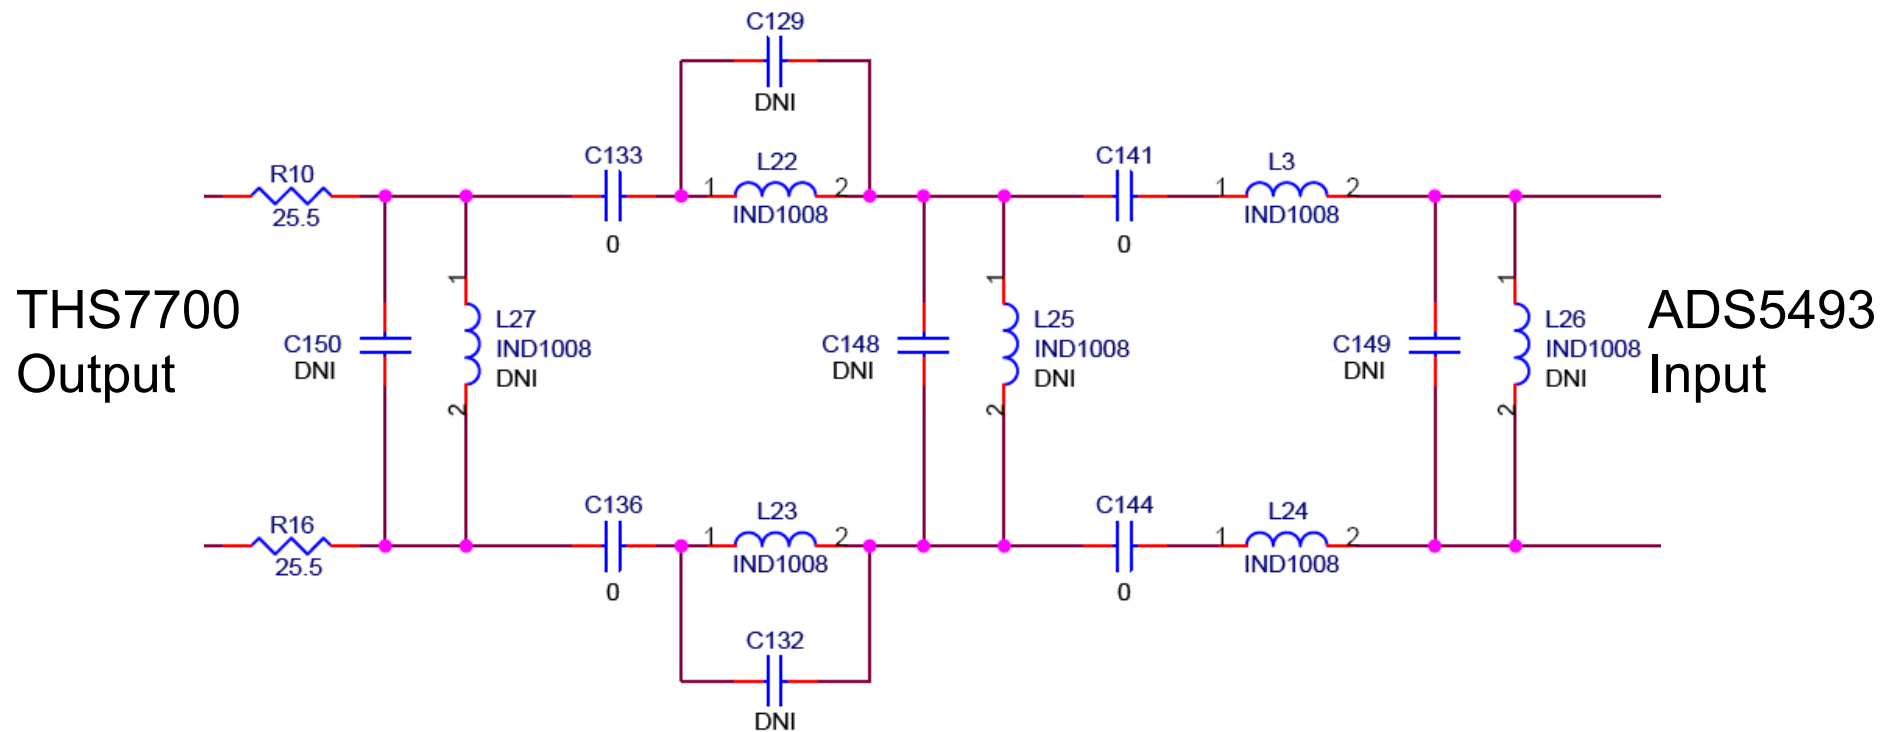 C129
DNI
C133
L22
1
2
IND1008
0
C141
L3
1
2
IND1008
0
R10
25.5
THS7700
Output
C150
DNI
1
L27
IND1008
DNI
2
C148
DNI
1
L25
IND1008
DNI
2
C149
DNI
1
L26
IND1008
DNI
2
ADS5493
Input
R16
25.5
C136
0
L23
1
2
IND1008
C144
0
L24
1
2
IND1008
C132
DNI